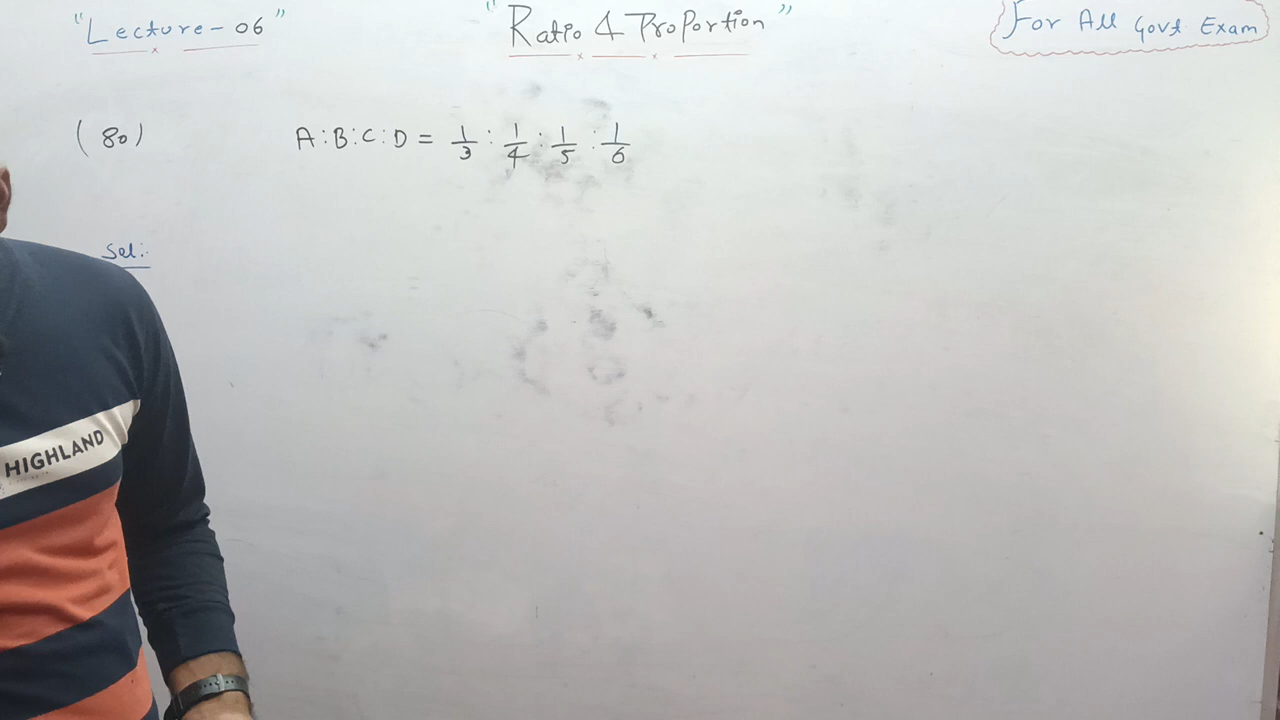 "Lecture - 06"
"Ratio & Proportion"
For All Govt Exam
(80) A:B:C:D = 1/3 : 1/4 : 1/5 : 1/6
Sol:
HIGHLAND